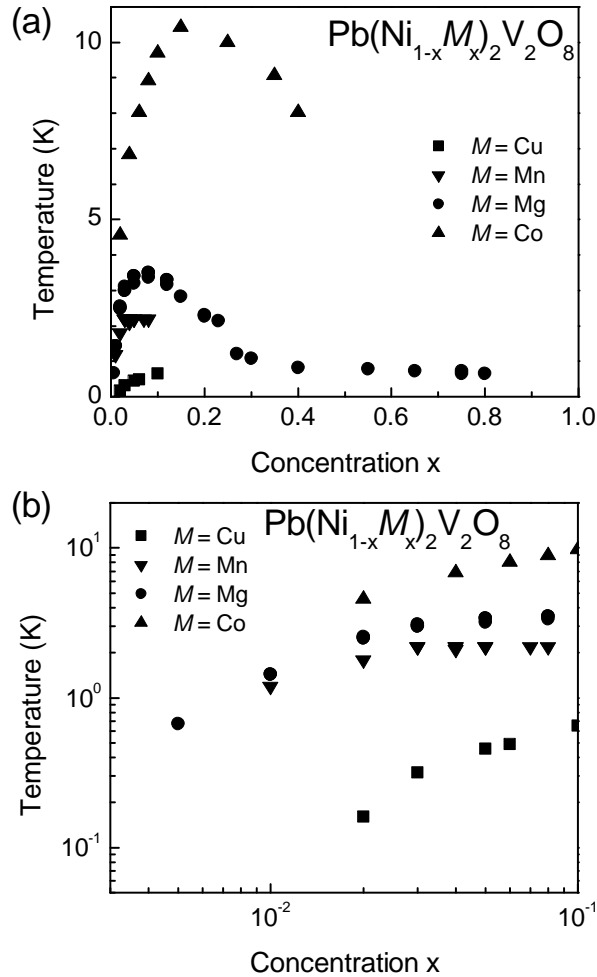 (a)
Pb(Ni1-xMx)2V2O8
M = Cu
M = Mn
M = Mg
M = Co
Temperature (K)
10
5
0
0.0 0.2 0.4 0.6 0.8 1.0
Concentration x
(b)
Pb(Ni1-xMx)2V2O8
M = Cu
M = Mn
M = Mg
M = Co
Temperature (K)
10^1
10^0
10^-1
10^-2 10^-1
Concentration x